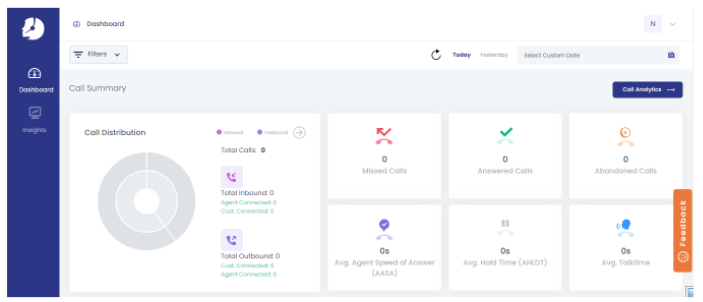 Dashboard
N
Filters
Today Yesterday Select Custom Date
Dashboard
Insights
Call Summary
Call Analytics
Call Distribution
Inbound Outbound
Total Calls: 0
Total Inbound: 0
Agent Connected: 0
Cust. Connected: 0
Total Outbound: 0
Cust. Connected: 0
Agent Connected: 0
0
Missed Calls
0
Answered Calls
0
Abandoned Calls
0s
Avg. Agent Speed of Answer
(AASA)
0s
Avg. Hold Time (AHLDT)
0s
Avg. Talktime
Feedback